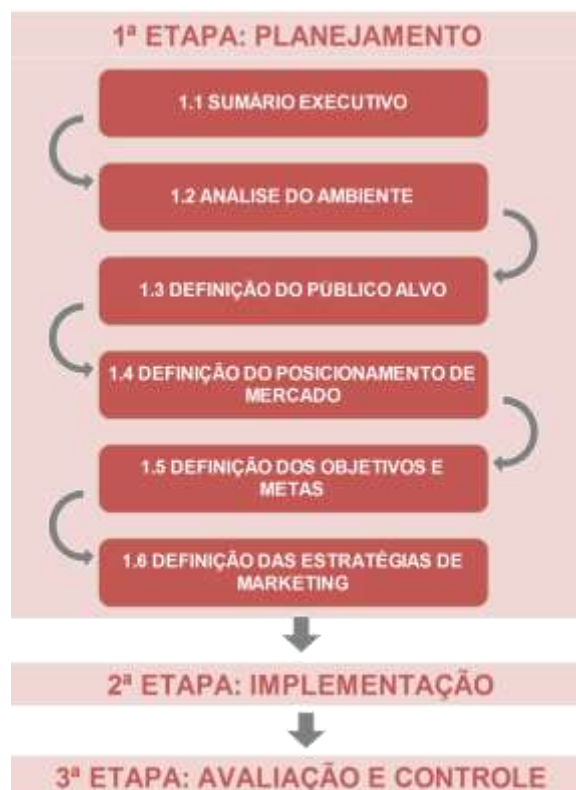 1ª ETAPA: PLANEJAMENTO
1.1 SUMÁRIO EXECUTIVO
1.2 ANÁLISE DO AMBIENTE
1.3 DEFINIÇÃO DO PÚBLICO ALVO
1.4 DEFINIÇÃO DO POSICIONAMENTO DE
MERCADO
1.5 DEFINIÇÃO DOS OBJETIVOS E
METAS
1.6 DEFINIÇÃO DAS ESTRATÉGIAS DE
MARKETING
2ª ETAPA: IMPLEMENTAÇÃO
3ª ETAPA: AVALIAÇÃO E CONTROLE